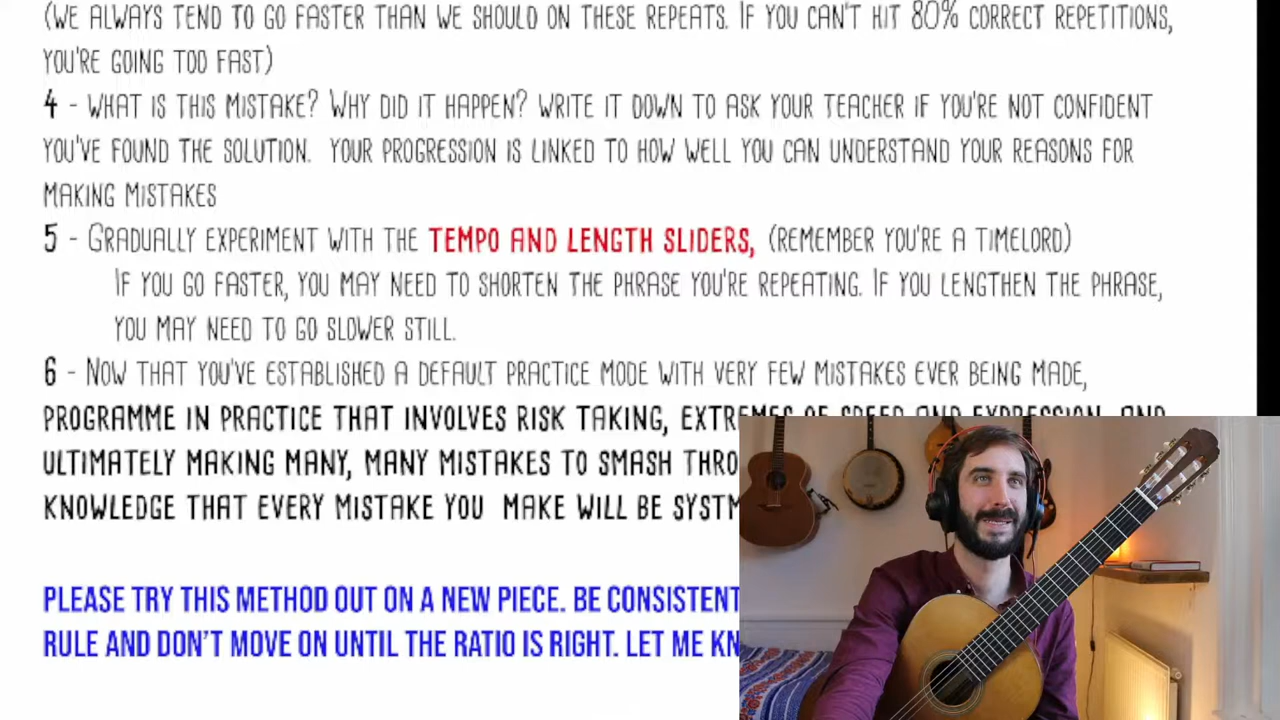 (WE ALWAYS TEND TO GO FASTER THAN WE SHOULD ON THESE REPEATS. IF YOU CAN'T HIT 80% CORRECT REPETITIONS,
YOU'RE GOING TOO FAST)
4 - WHAT IS THIS MISTAKE? WHY DID IT HAPPEN? WRITE IT DOWN TO ASK YOUR TEACHER IF YOU'RE NOT CONFIDENT
YOU'VE FOUND THE SOLUTION. YOUR PROGRESSION IS LINKED TO HOW WELL YOU CAN UNDERSTAND YOUR REASONS FOR
MAKING MISTAKES
5 - GRADUALLY EXPERIMENT WITH THE TEMPO AND LENGTH SLIDERS, (REMEMBER YOU'RE A TIMELORD)
IF YOU GO FASTER, YOU MAY NEED TO SHORTEN THE PHRASE YOU'RE REPEATING. IF YOU LENGTHEN THE PHRASE,
YOU MAY NEED TO GO SLOWER STILL.
6 - NOW THAT YOU'VE ESTABLISHED A DEFAULT PRACTICE MODE WITH VERY FEW MISTAKES EVER BEING MADE,
PROGRAMME IN PRACTICE THAT INVOLVES RISK TAKING, EXTREMES OF SPEED AND EXPRESSION, AND
ULTIMATELY MAKING MANY, MANY MISTAKES TO SMASH THRO
KNOWLEDGE THAT EVERY MISTAKE YOU MAKE WILL BE SYSTM
PLEASE TRY THIS METHOD OUT ON A NEW PIECE. BE CONSISTENT
RULE AND DON'T MOVE ON UNTIL THE RATIO IS RIGHT. LET ME KN